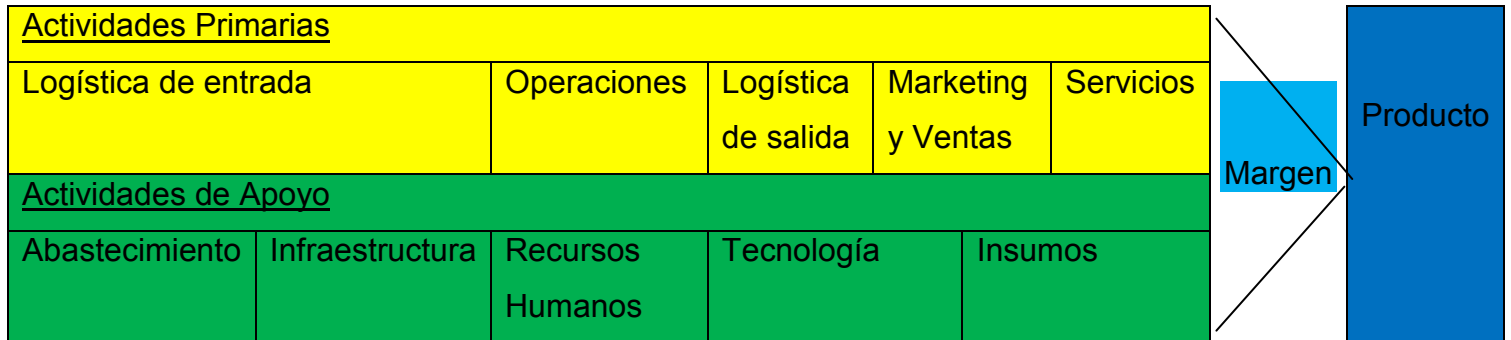 Actividades Primarias
Logística de entrada
Operaciones
Logística
de salida
Marketing
y Ventas
Servicios
Actividades de Apoyo
Abastecimiento
Infraestructura
Recursos
Humanos
Tecnología
Insumos
Margen
Producto